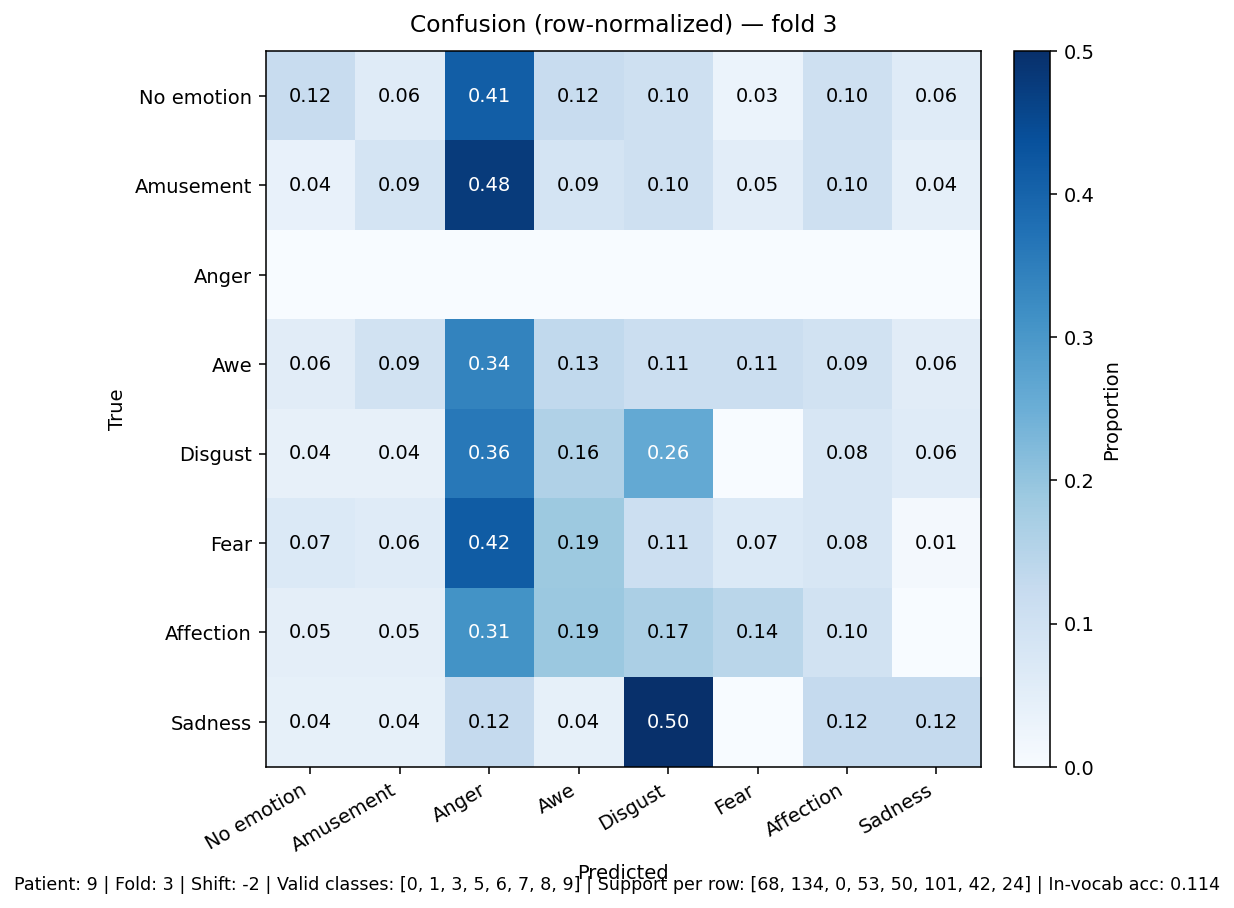 Confusion (row-normalized) — fold 3
No emotion 0.12 0.06 0.41 0.12 0.10 0.03 0.10 0.06
Amusement 0.04 0.09 0.48 0.09 0.10 0.05 0.10 0.04
Anger
Awe 0.06 0.09 0.34 0.13 0.11 0.11 0.09 0.06
Disgust 0.04 0.04 0.36 0.16 0.26 0.08 0.06
Fear 0.07 0.06 0.42 0.19 0.11 0.07 0.08 0.01
Affection 0.05 0.05 0.31 0.19 0.17 0.14 0.10
Sadness 0.04 0.04 0.12 0.04 0.50 0.12 0.12
True
No emotion Amusement Anger Awe Disgust Fear Affection Sadness
Predicted
0.5
0.4
0.3
0.2
0.1
0.0
Proportion
Patient: 9 | Fold: 3 | Shift: -2 | Valid classes: [0, 1, 3, 5, 6, 7, 8, 9] | Support per row: [68, 134, 0, 53, 50, 101, 42, 24] | In-vocab acc: 0.114